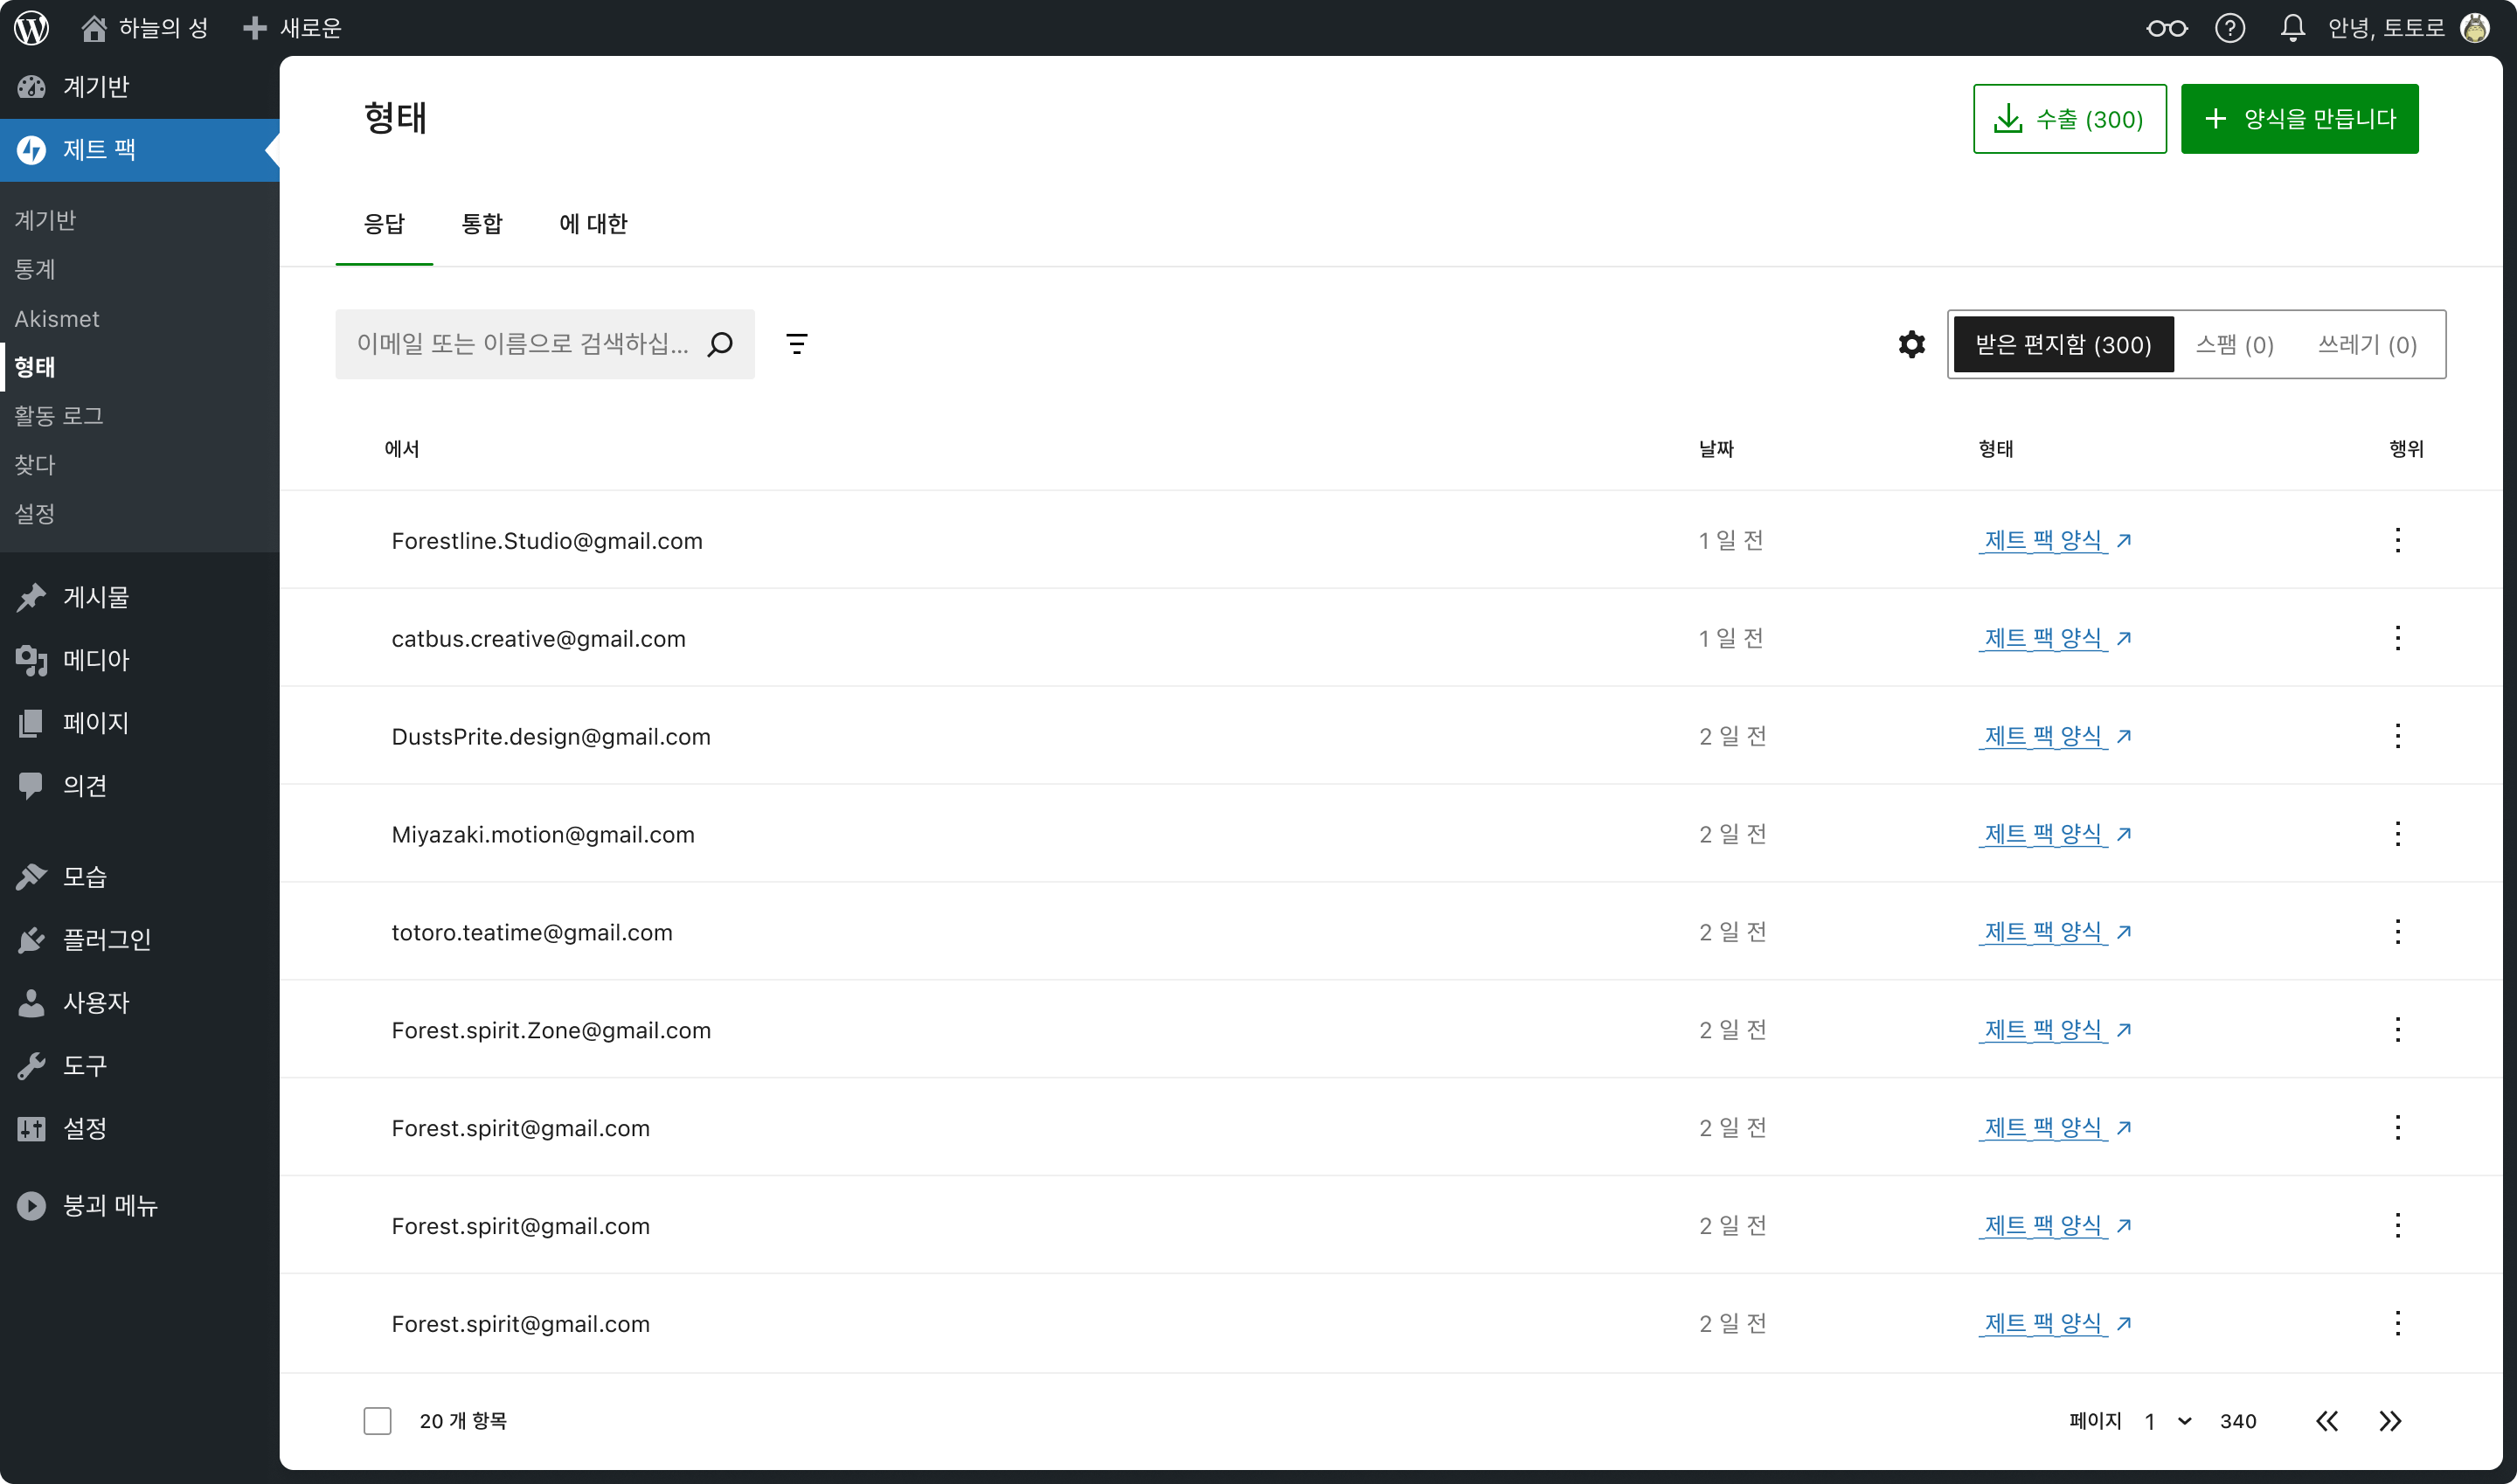 하늘의 성
새로운
안녕, 토토로
계기반
제트 팩
계기반
통계
Akismet
형태
활동 로그
찾다
설정
게시물
메디아
페이지
의견
모습
플러그인
사용자
도구
설정
붕괴 메뉴
형태
수출 (300)
양식을 만듭니다
응답 통합 에 대한
이메일 또는 이름으로 검색하십...
받은 편지함 (300) 스팸 (0) 쓰레기 (0)
에서 날짜 형태 행위
Forestline.Studio@gmail.com 1 일 전 제트 팩 양식
catbus.creative@gmail.com 1 일 전 제트 팩 양식
DustsPrite.design@gmail.com 2 일 전 제트 팩 양식
Miyazaki.motion@gmail.com 2 일 전 제트 팩 양식
totoro.teatime@gmail.com 2 일 전 제트 팩 양식
Forest.spirit.Zone@gmail.com 2 일 전 제트 팩 양식
Forest.spirit@gmail.com 2 일 전 제트 팩 양식
Forest.spirit@gmail.com 2 일 전 제트 팩 양식
Forest.spirit@gmail.com 2 일 전 제트 팩 양식
20 개 항목
페이지 1 340